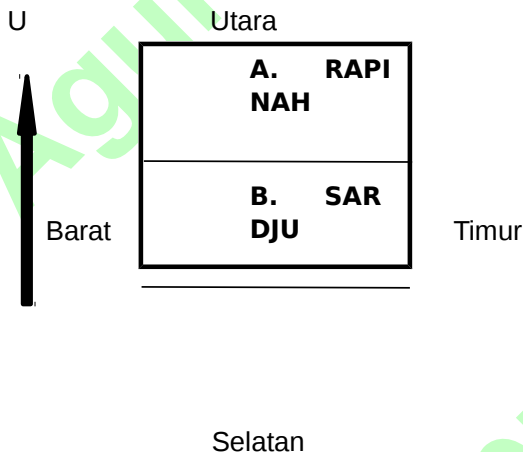 U Utara
A. RAPI
NAH
B. SAR
DJU
Barat Timur
Selatan